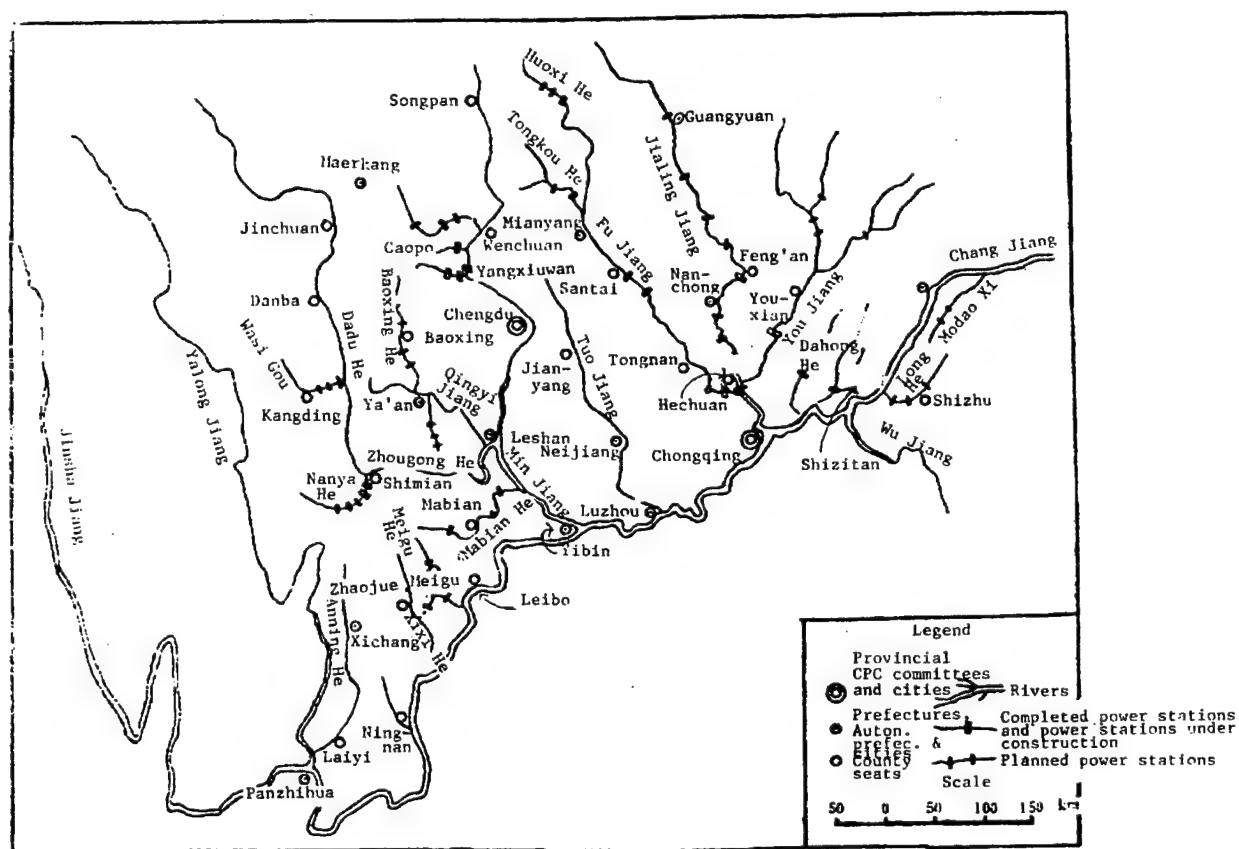 Huoxi He
Songpan
Guangyuan
Tongkou He
Jialing Jiang
Maerkang
Jinchuan
Mianyang
Wenchuan
Caopo
Fu Jiang
Chang Jiang
Feng'an
Yangxiuwan
Nan-
chong
Santai
You-
xian
You Jiang
Danba
Baoxing He
Chengdu
Modao Xi
Dadu He
Wasi Gou
Baoxing
Dahong
He
Long
He
Tuo Jiang
Jian-
yang
Tongnan
Yalong Jiang
Qingyi
Jiang
Kangding
Ya'an
Hechuan
Shizhu
Jinsha Jiang
Leshan
Neijiang
Chongqing
Wu Jiang
Shizitan
Zhougong He
Min Jiang
Nanya
He
Shimian
Mabian
Mabian He
Luzhou
Meigu
He
Yibin
Zhaojue
Meigu
Leibo
Anning He
Xixi He
Xichang
Ning-
nan
Laiyi
Panzhihua
Legend
Provincial
CPC committees
and cities
Rivers
Prefectures
Auton.
prefec. &
cities
County
seats
Completed power stations
and power stations under
construction
Planned power stations
Scale
50 0 50 100 150 km